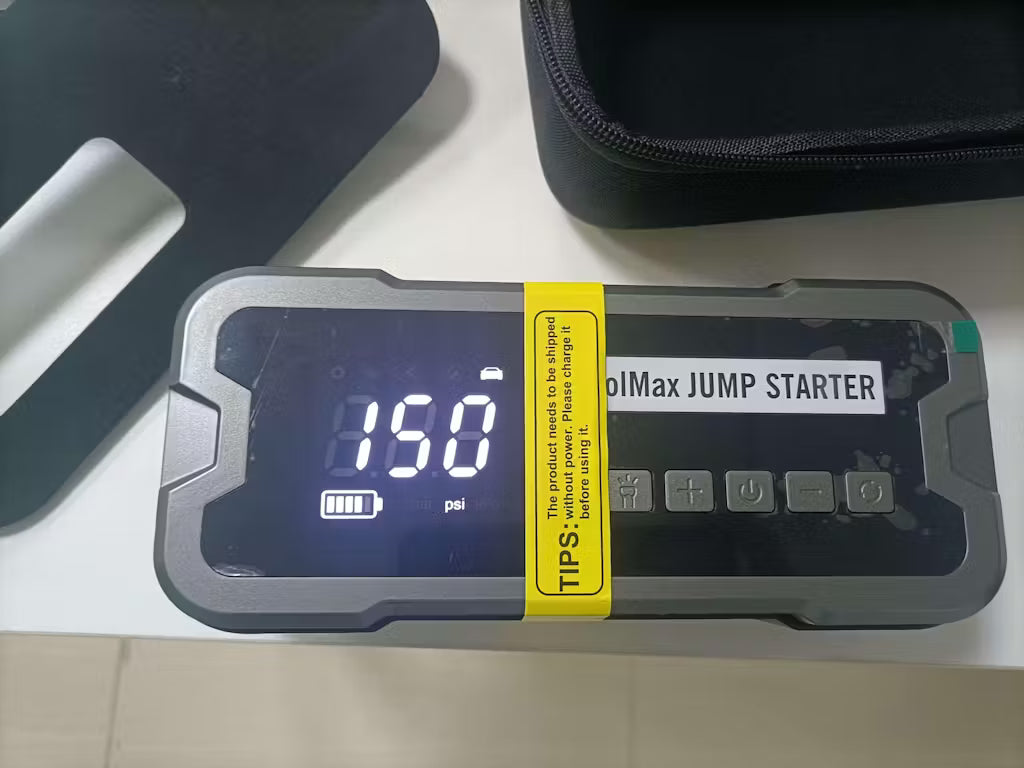 150
psi
TIPS:
The product needs to be shipped
without power. Please charge it
before using it.
olMax JUMP STARTER